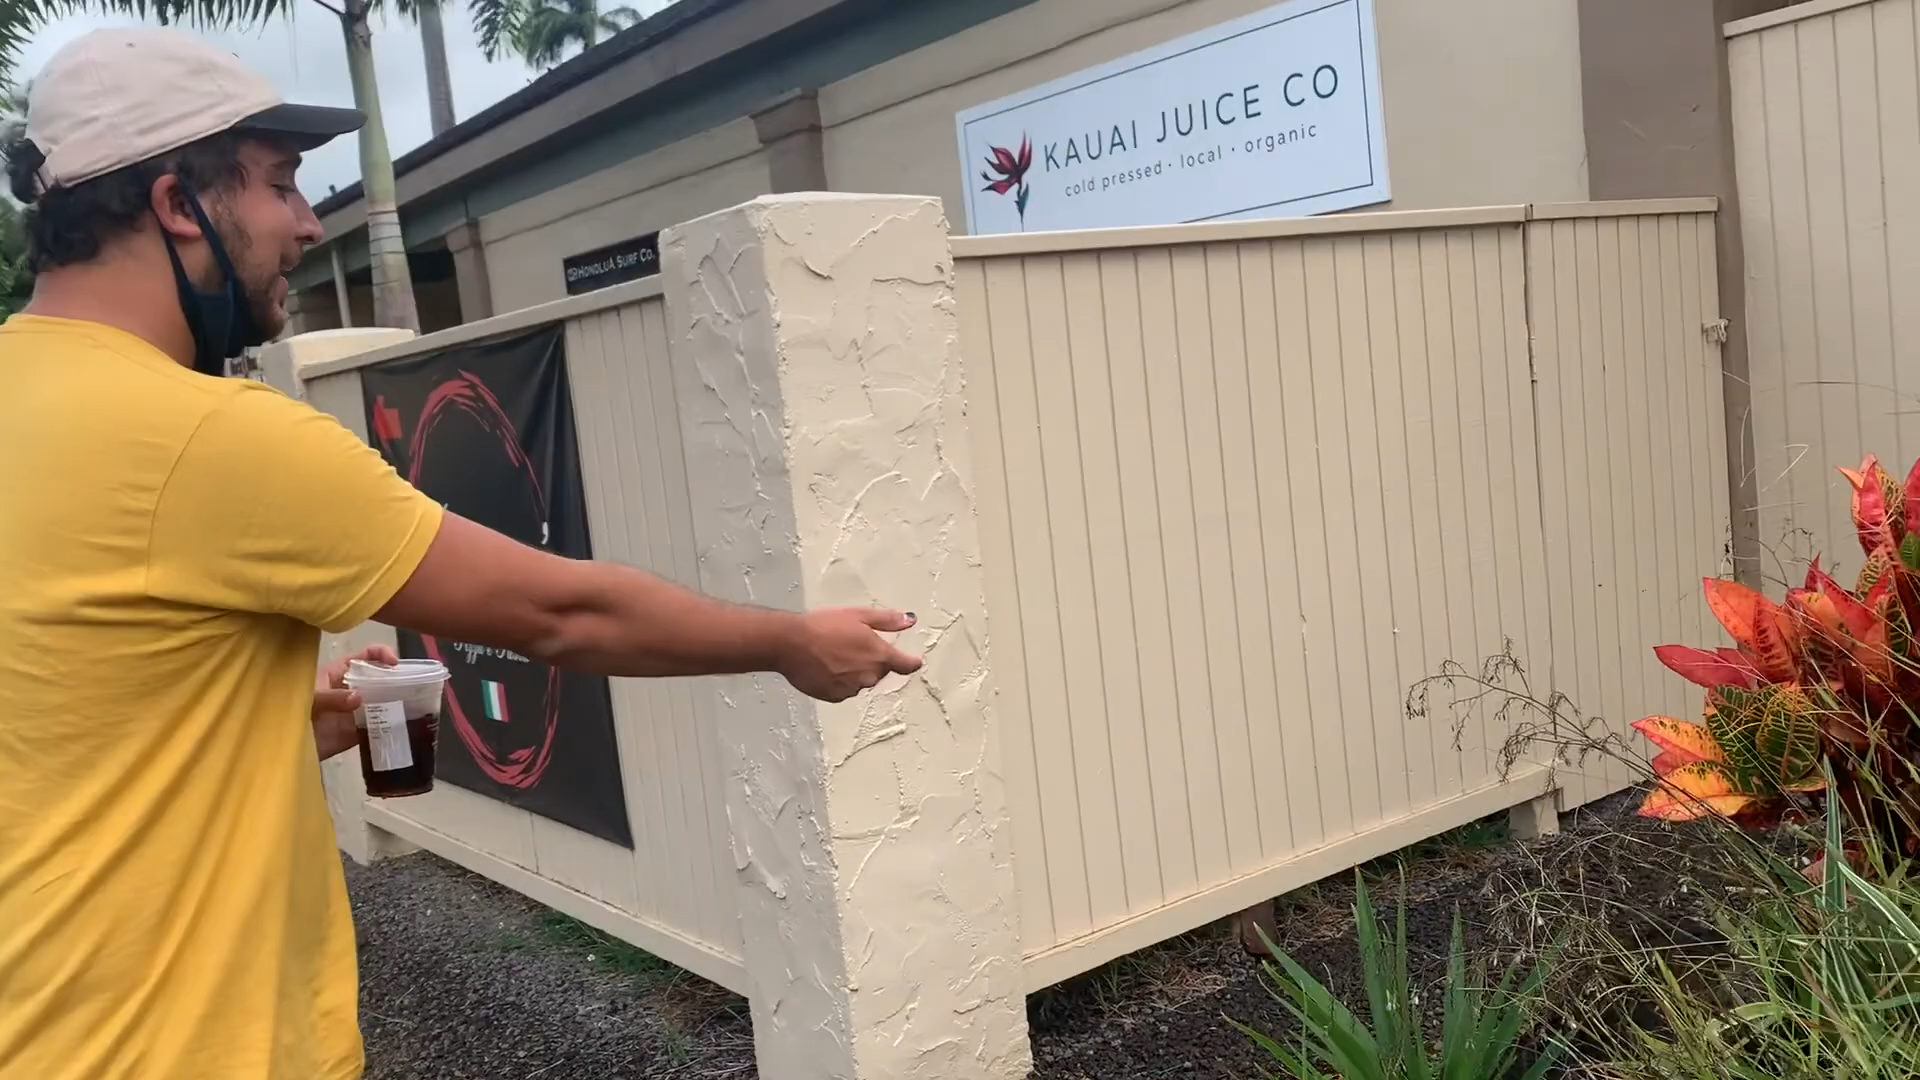 KAUAI JUICE CO
cold pressed · local · organic
HONOLUA SURF CO.